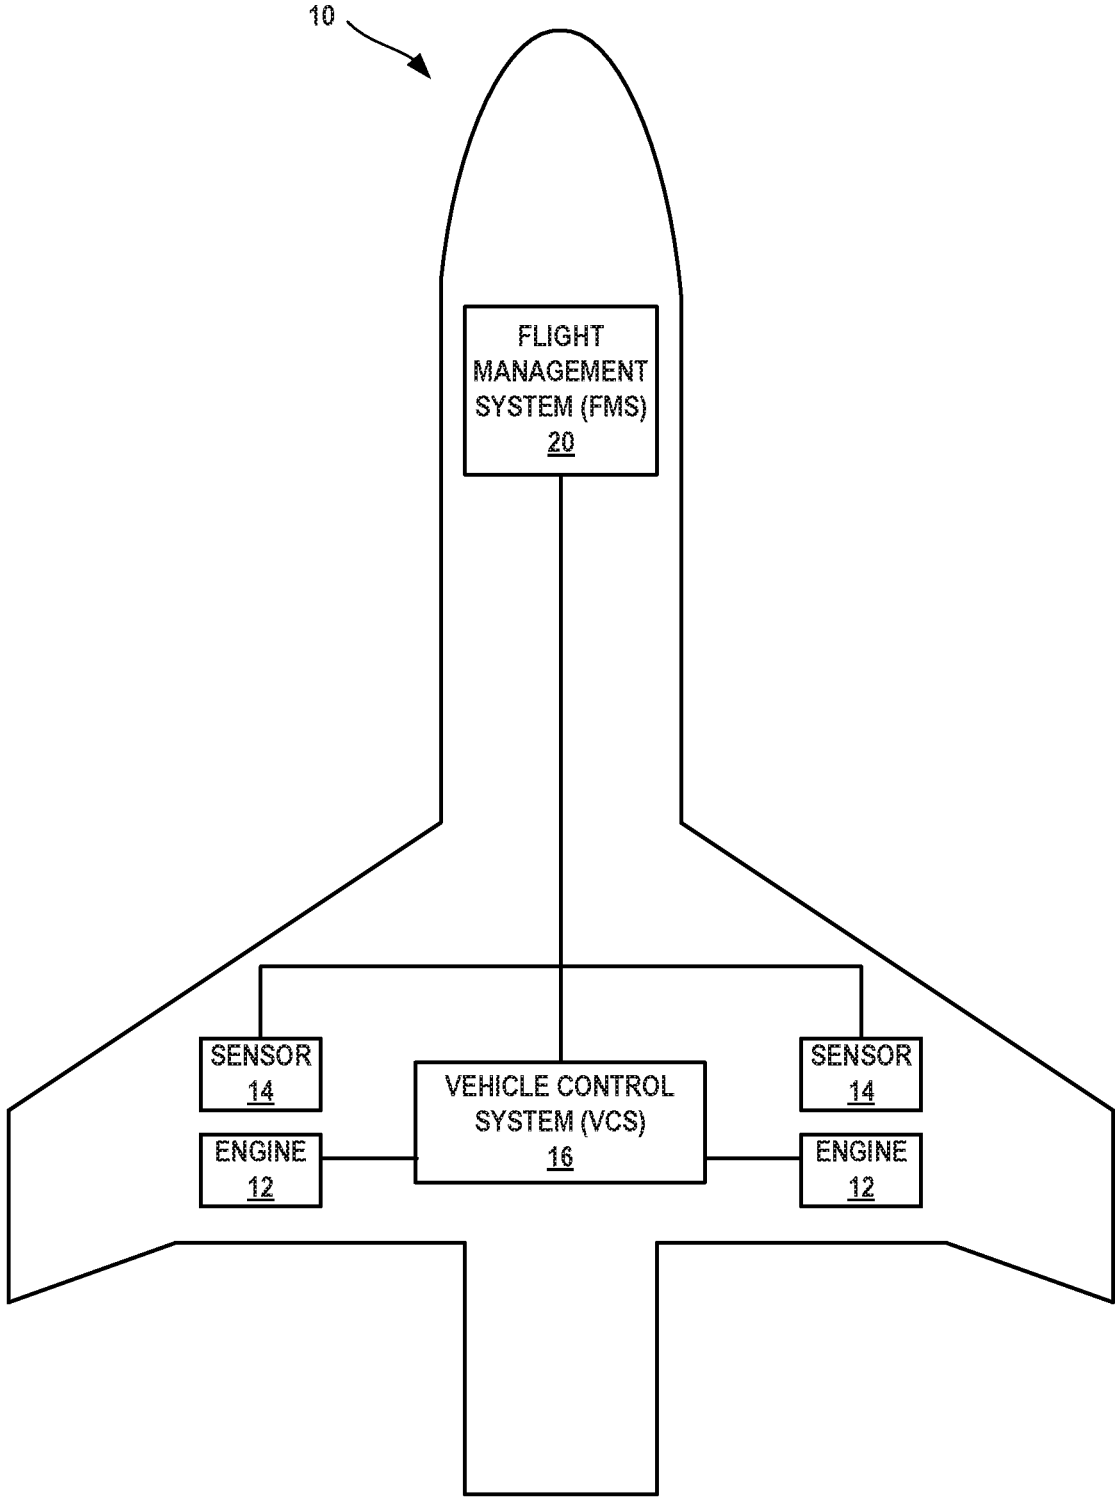 10
FLIGHT
MANAGEMENT
SYSTEM (FMS)
20
SENSOR
14
SENSOR
14
VEHICLE CONTROL
SYSTEM (VCS)
16
ENGINE
12
ENGINE
12